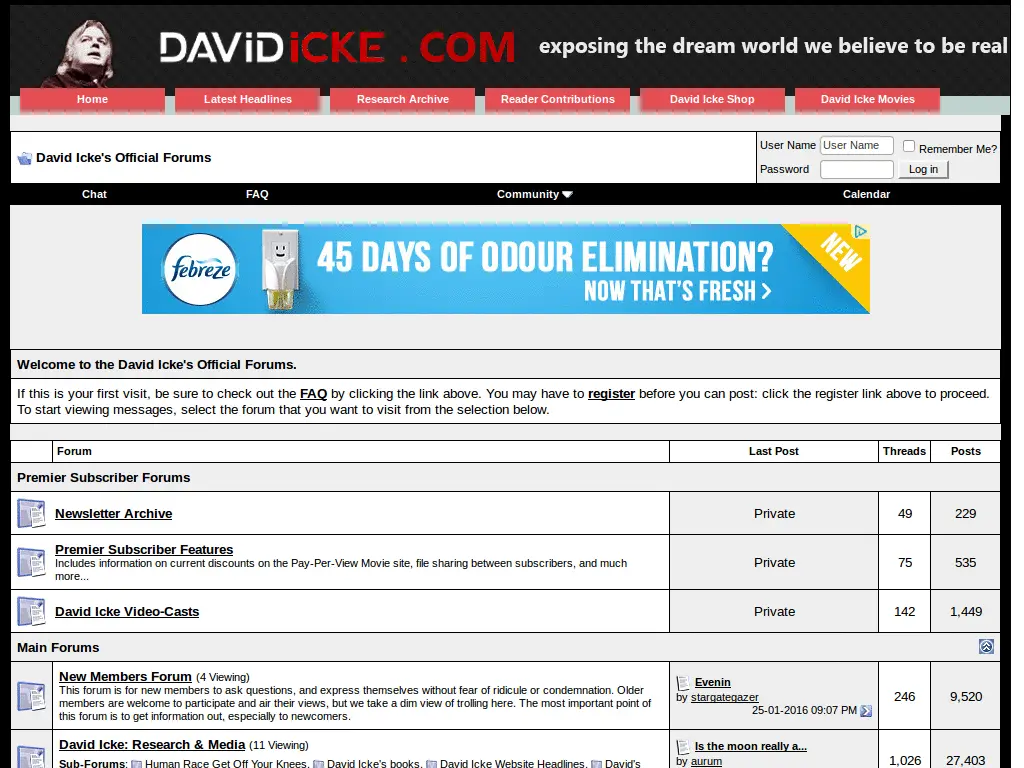 DAViDiCKE.COM exposing the dream world we believe to be real
Home Latest Headlines Research Archive Reader Contributions David Icke Shop David Icke Movies
David Icke's Official Forums
User Name User Name Remember Me?
Password Log in
Chat FAQ Community Calendar
febreze
45 DAYS OF ODOUR ELIMINATION?
NOW THAT'S FRESH >
NEW
Welcome to the David Icke's Official Forums.
If this is your first visit, be sure to check out the FAQ by clicking the link above. You may have to register before you can post: click the register link above to proceed.
To start viewing messages, select the forum that you want to visit from the selection below.
Forum Last Post Threads Posts
Premier Subscriber Forums
Newsletter Archive Private 49 229
Premier Subscriber Features
Includes information on current discounts on the Pay-Per-View Movie site, file sharing between subscribers, and much
more...
Private 75 535
David Icke Video-Casts Private 142 1,449
Main Forums
New Members Forum (4 Viewing)
This forum is for new members to ask questions, and express themselves without fear of ridicule or condemnation. Older
members are welcome to participate and air their views, but we take a dim view of trolling here. The most important point of
this forum is to get information out, especially to newcomers.
Evenin
by stargategazer
25-01-2016 09:07 PM
246 9,520
David Icke: Research & Media (11 Viewing)
Sub-Forums: Human Race Get Off Your Knees, David Icke's books, David Icke Website Headlines, David's
Is the moon really a...
by aurum
1,026 27,403